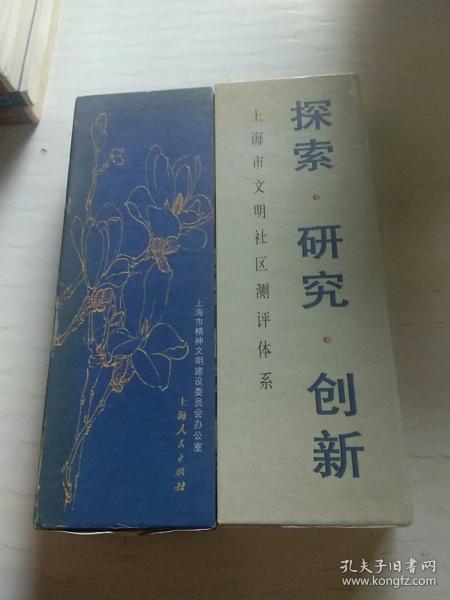 探索·研究·创新
上海市文明社区测评体系
上海市精神文明建设委员会办公室
上海人民出版社
孔夫子旧书网
www.kongfz.com